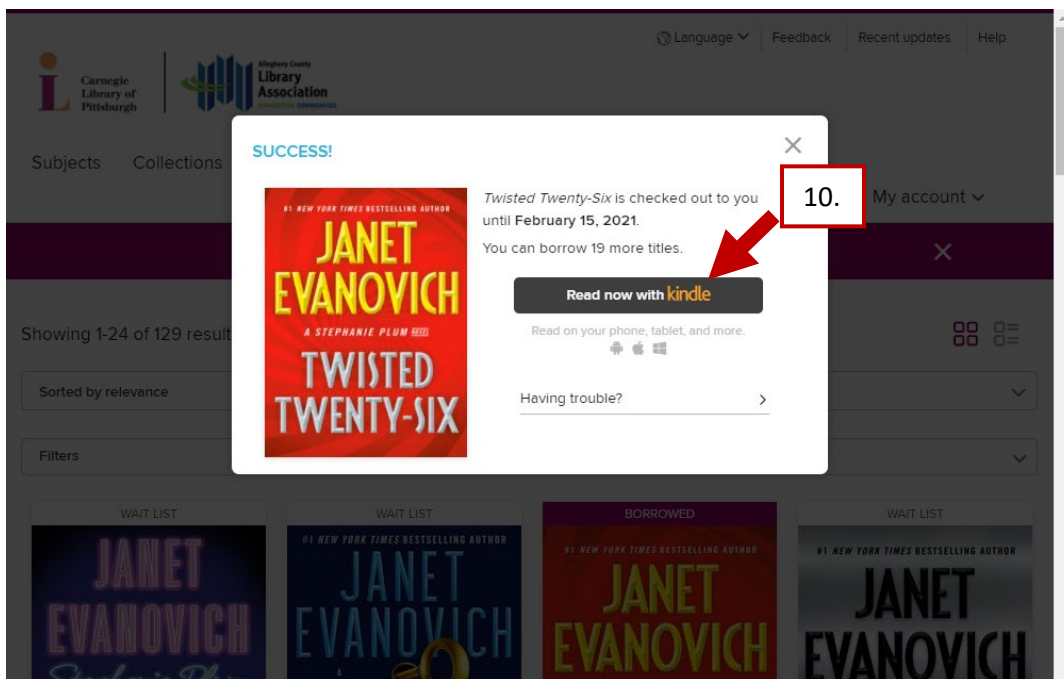 Language
Feedback
Recent updates
Help
Carnegie
Library of
Pittsburgh
Allegheny County
Library
Association
Subjects
Collections
My account
SUCCESS!
10.
#1 NEW YORK TIMES BESTSELLING AUTHOR
JANET
EVANOVICH
A STEPHANIE PLUM
TWISTED
TWENTY-SIX
Twisted Twenty-Six is checked out to you
until February 15, 2021.
You can borrow 19 more titles.
Read now with kindle
Read on your phone, tablet, and more.
Having trouble?
Showing 1-24 of 129 result
Sorted by relevance
Filters
WAIT LIST
JANET
EVANOVICH
WAIT LIST
#1 NEW YORK TIMES BESTSELLING AUTHOR
JANET
EVANOVICH
A
BORROWED
#1 NEW YORK TIMES BESTSELLING AUTHOR
JANET
EVANOVICH
WAIT LIST
#1 NEW YORK TIMES BESTSELLING AUTHOR
JANET
EVANOVICH